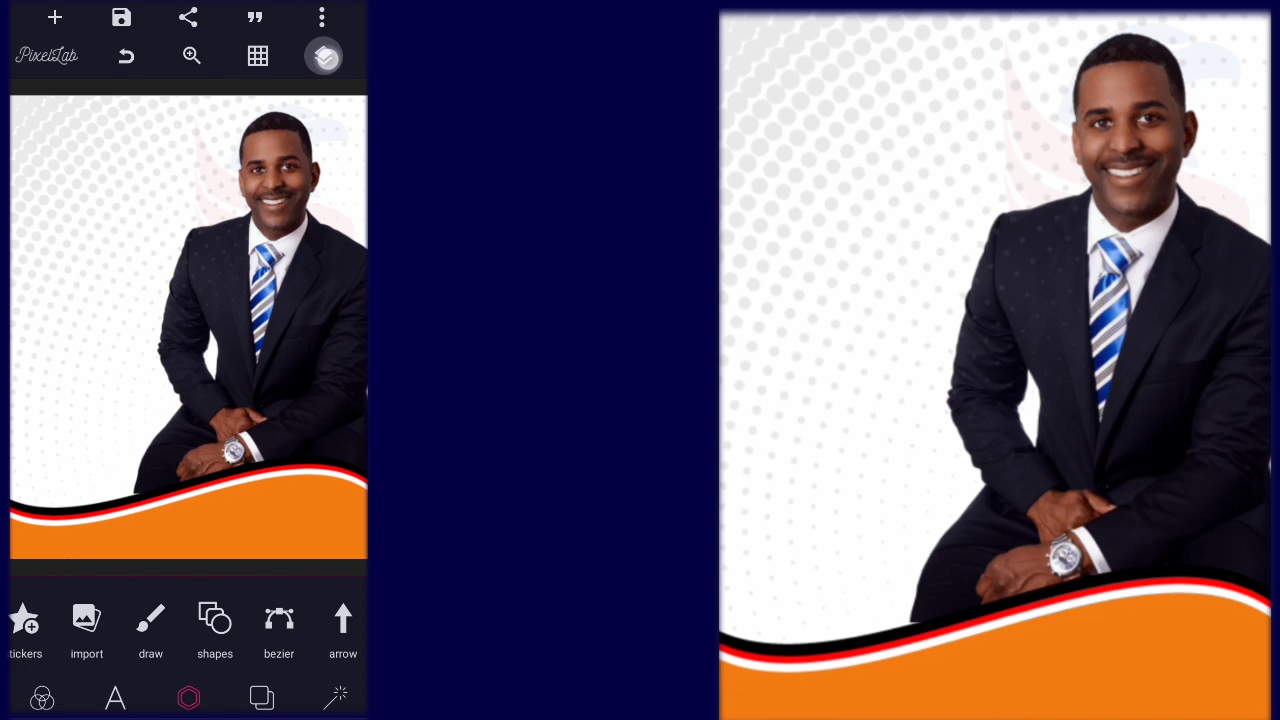 PixelLab
tickers
import
draw
shapes
bezier
arrow